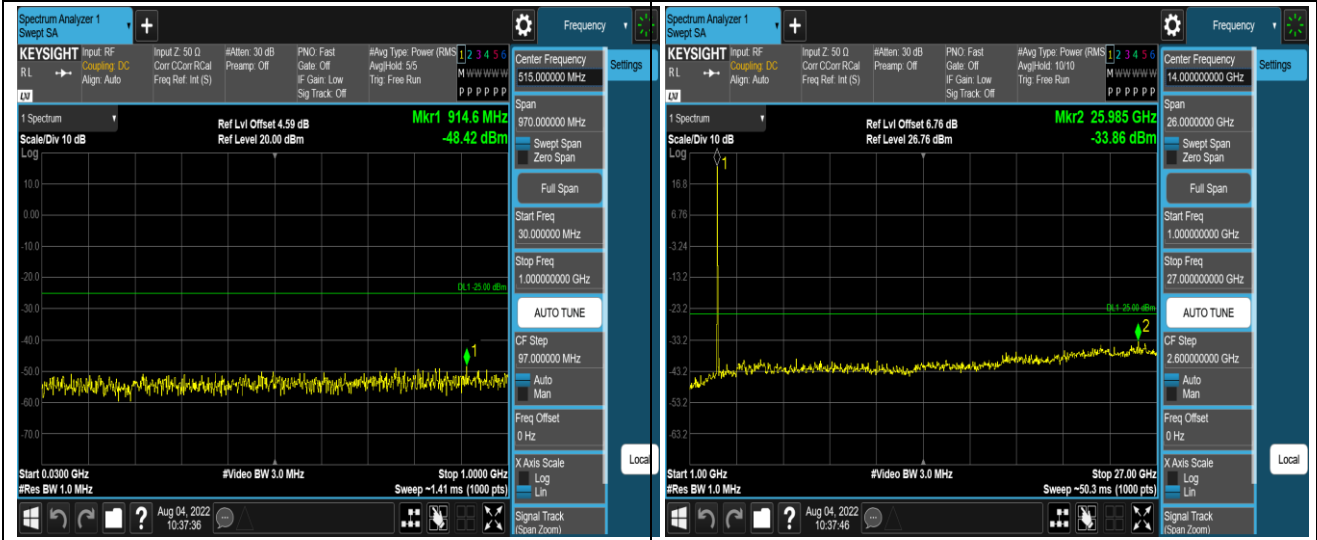 Spectrum Analyzer 1
Swept SA
Frequency
KEYSIGHT
Input: RF
Coupling: DC
Align: Auto
Input Z: 50 Ω
Corr CCorr RCal
Freq Ref: Int (S)
#Atten: 30 dB
Preamp: Off
PNO: Fast
Gate: Off
IF Gain: Low
Sig Track: Off
#Avg Type: Power (RMS
Avg|Hold: 5/5
Trig: Free Run
1 2 3 4 5 6
M W W W W W
P P P P P P
R L
LXI
1 Spectrum
Scale/Div 10 dB
Log
Ref Lvl Offset 4.59 dB
Ref Level 20.00 dBm
Mkr1 914.6 MHz
-48.42 dBm
10.0
0.00
-10.0
-20.0
DL1 -25.00 dBm
-30.0
-40.0
1
-50.0
-60.0
-70.0
Start 0.0300 GHz
#Res BW 1.0 MHz
#Video BW 3.0 MHz
Stop 1.0000 GHz
Sweep ~1.41 ms (1000 pts)
Center Frequency
515.000000 MHz
Settings
Span
970.000000 MHz
Swept Span
Zero Span
Full Span
Start Freq
30.000000 MHz
Stop Freq
1.000000000 GHz
AUTO TUNE
CF Step
97.000000 MHz
Auto
Man
Freq Offset
0 Hz
X Axis Scale
Log
Lin
Signal Track
(Span Zoom)
Local
?
Aug 04, 2022
10:37:36
Spectrum Analyzer 1
Swept SA
Frequency
KEYSIGHT
Input: RF
Coupling: DC
Align: Auto
Input Z: 50 Ω
Corr CCorr RCal
Freq Ref: Int (S)
#Atten: 30 dB
Preamp: Off
PNO: Fast
Gate: Off
IF Gain: Low
Sig Track: Off
#Avg Type: Power (RMS
Avg|Hold: 10/10
Trig: Free Run
1 2 3 4 5 6
M W W W W W
P P P P P P
R L
LXI
1 Spectrum
Scale/Div 10 dB
Log
Ref Lvl Offset 6.76 dB
Ref Level 26.76 dBm
Mkr2 25.985 GHz
-33.86 dBm
1
16.8
6.76
-3.24
-13.2
DL1 -25.00 dBm
-23.2
-33.2
2
-43.2
-53.2
-63.2
Start 1.00 GHz
#Res BW 1.0 MHz
#Video BW 3.0 MHz
Stop 27.00 GHz
Sweep ~50.3 ms (1000 pts)
Center Frequency
14.000000000 GHz
Settings
Span
26.0000000 GHz
Swept Span
Zero Span
Full Span
Start Freq
1.000000000 GHz
Stop Freq
27.000000000 GHz
AUTO TUNE
CF Step
2.600000000 GHz
Auto
Man
Freq Offset
0 Hz
X Axis Scale
Log
Lin
Signal Track
(Span Zoom)
Local
?
Aug 04, 2022
10:37:46